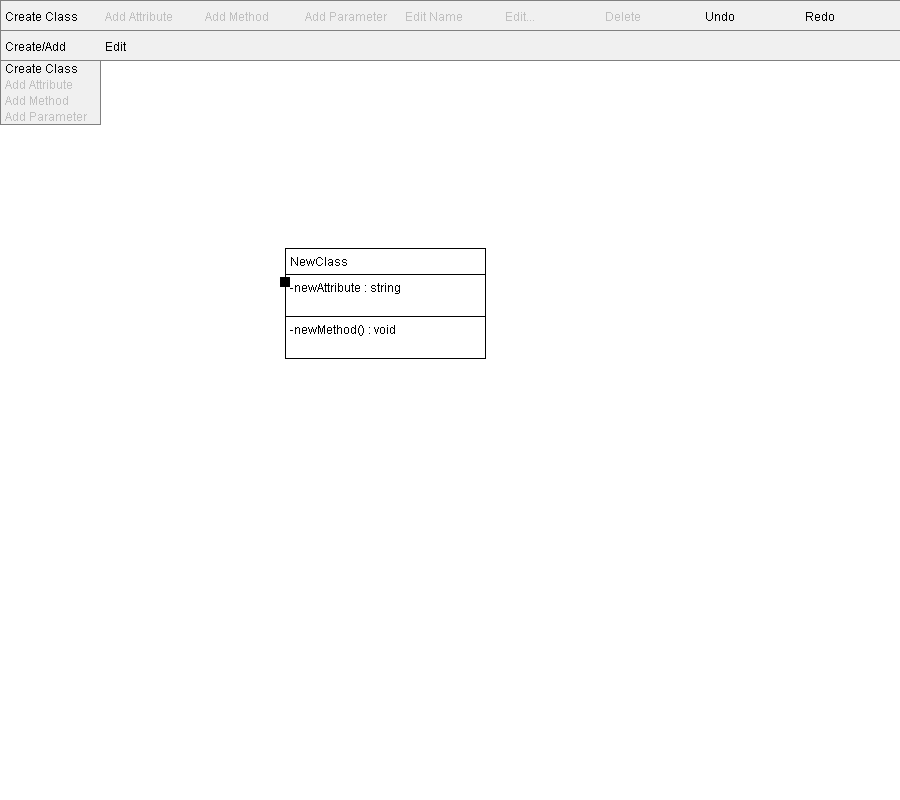 Create Class Add Attribute Add Method Add Parameter Edit Name Edit... Delete Undo Redo
Create/Add Edit
Create Class
Add Attribute
Add Method
Add Parameter
NewClass
-newAttribute : string
-newMethod() : void